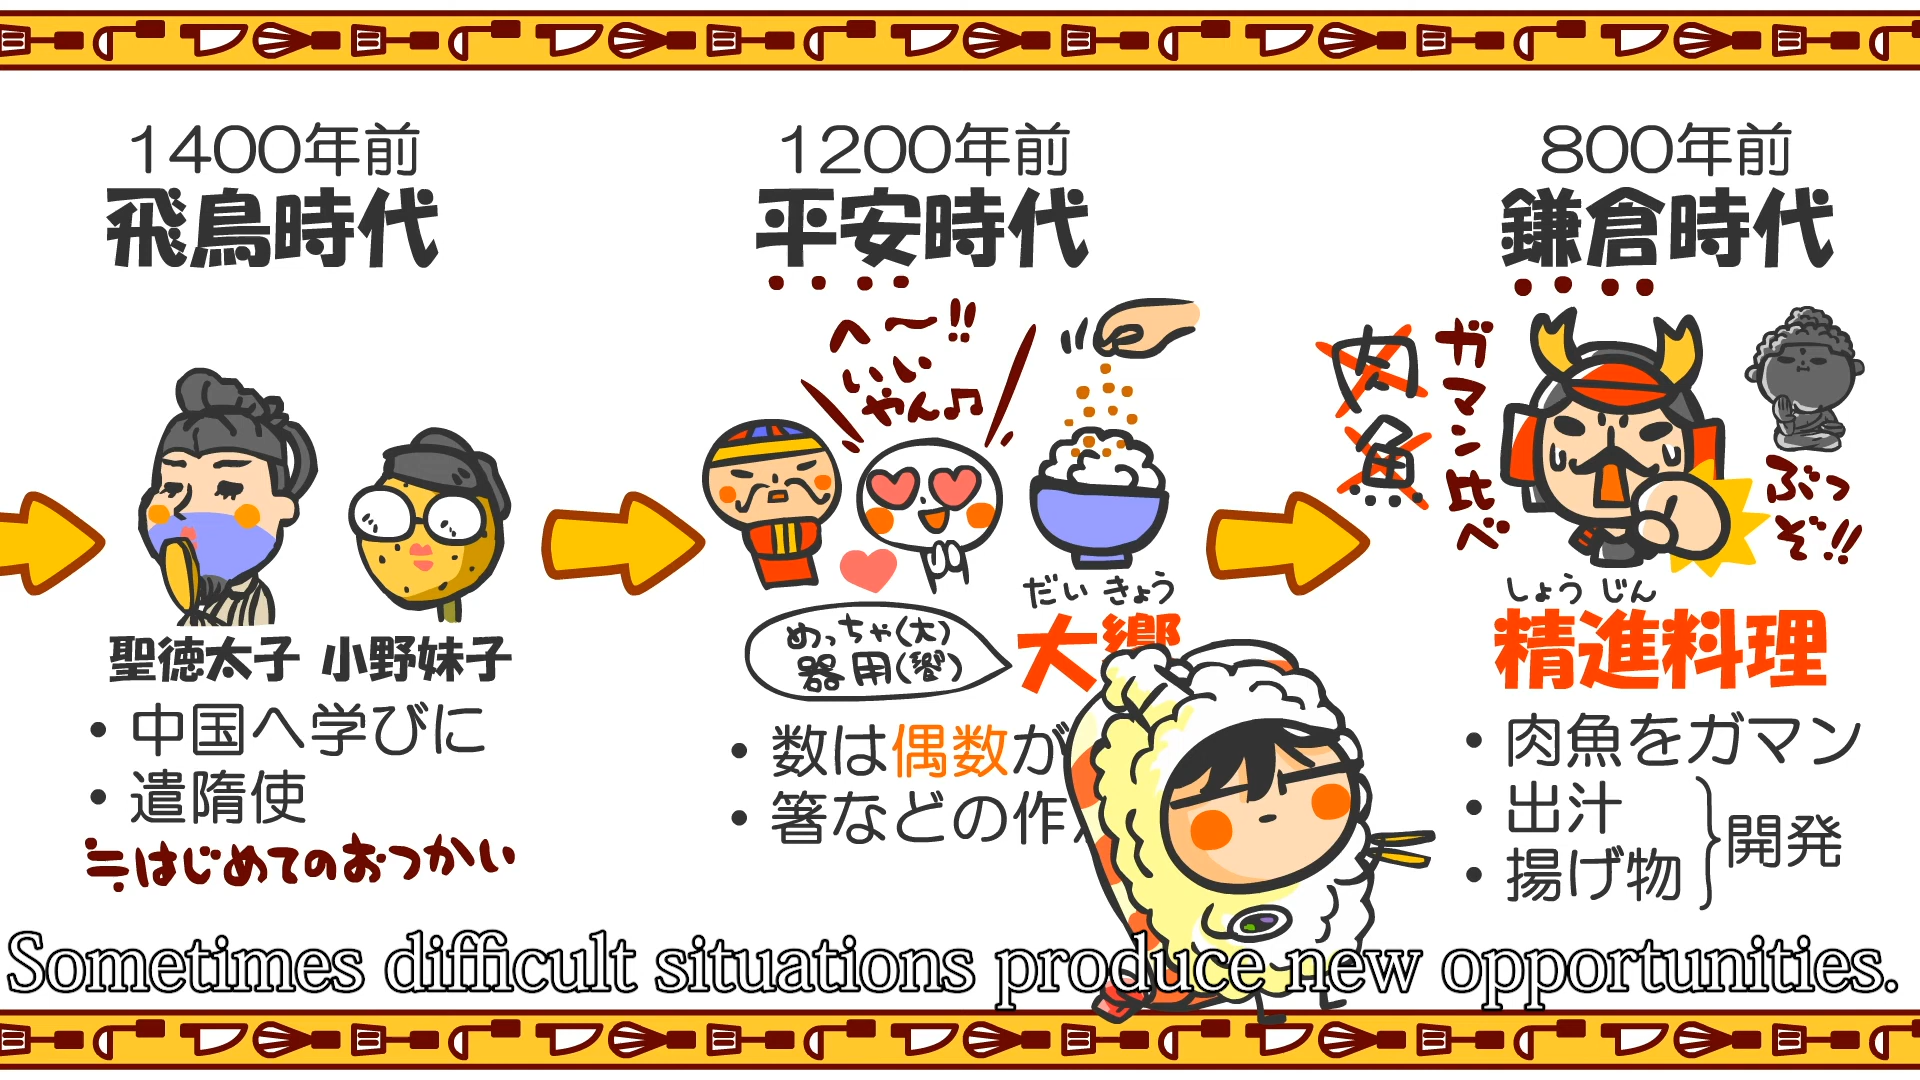 1400年前
飛鳥時代
聖徳太子 小野妹子
・中国へ学びに
・遣隋使
≒はじめてのおつかい
1200年前
平安時代
へ〜!!
いい
やん♫
めっちゃ(大)
器用(饗)
だい きょう
大饗
・数は偶数が
・箸などの作
800年前
鎌倉時代
肉
魚
ガマン比べ
ぶっ
ぞ!!
しょう じん
精進料理
・肉魚をガマン
・出汁
・揚げ物
開発
Sometimes difficult situations produce new opportunities.